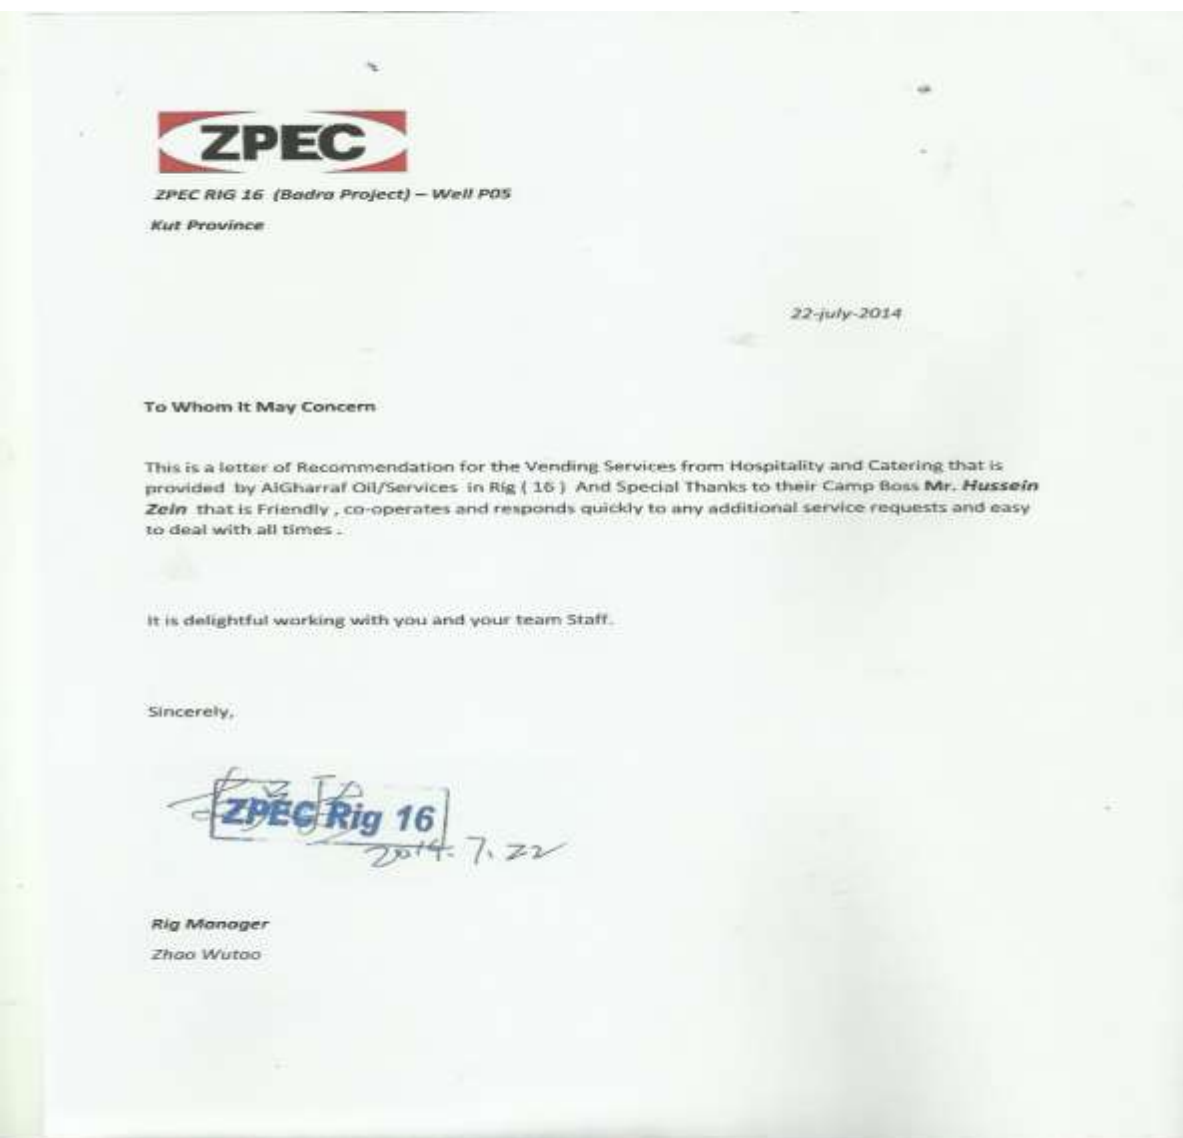 ZPEC
ZPEC RIG 16 (Badra Project) – Well P05
Kut Province
22-july-2014
To Whom It May Concern
This is a letter of Recommendation for the Vending Services from Hospitality and Catering that is
provided by AlGharraf Oil/Services in Rig ( 16 ) And Special Thanks to their Camp Boss Mr. Hussein
Zein that is Friendly , co-operates and responds quickly to any additional service requests and easy
to deal with all times .
It is delightful working with you and your team Staff.
Sincerely,
ZPEC Rig 16
2014.7.22
Rig Manager
Zhao Wutao